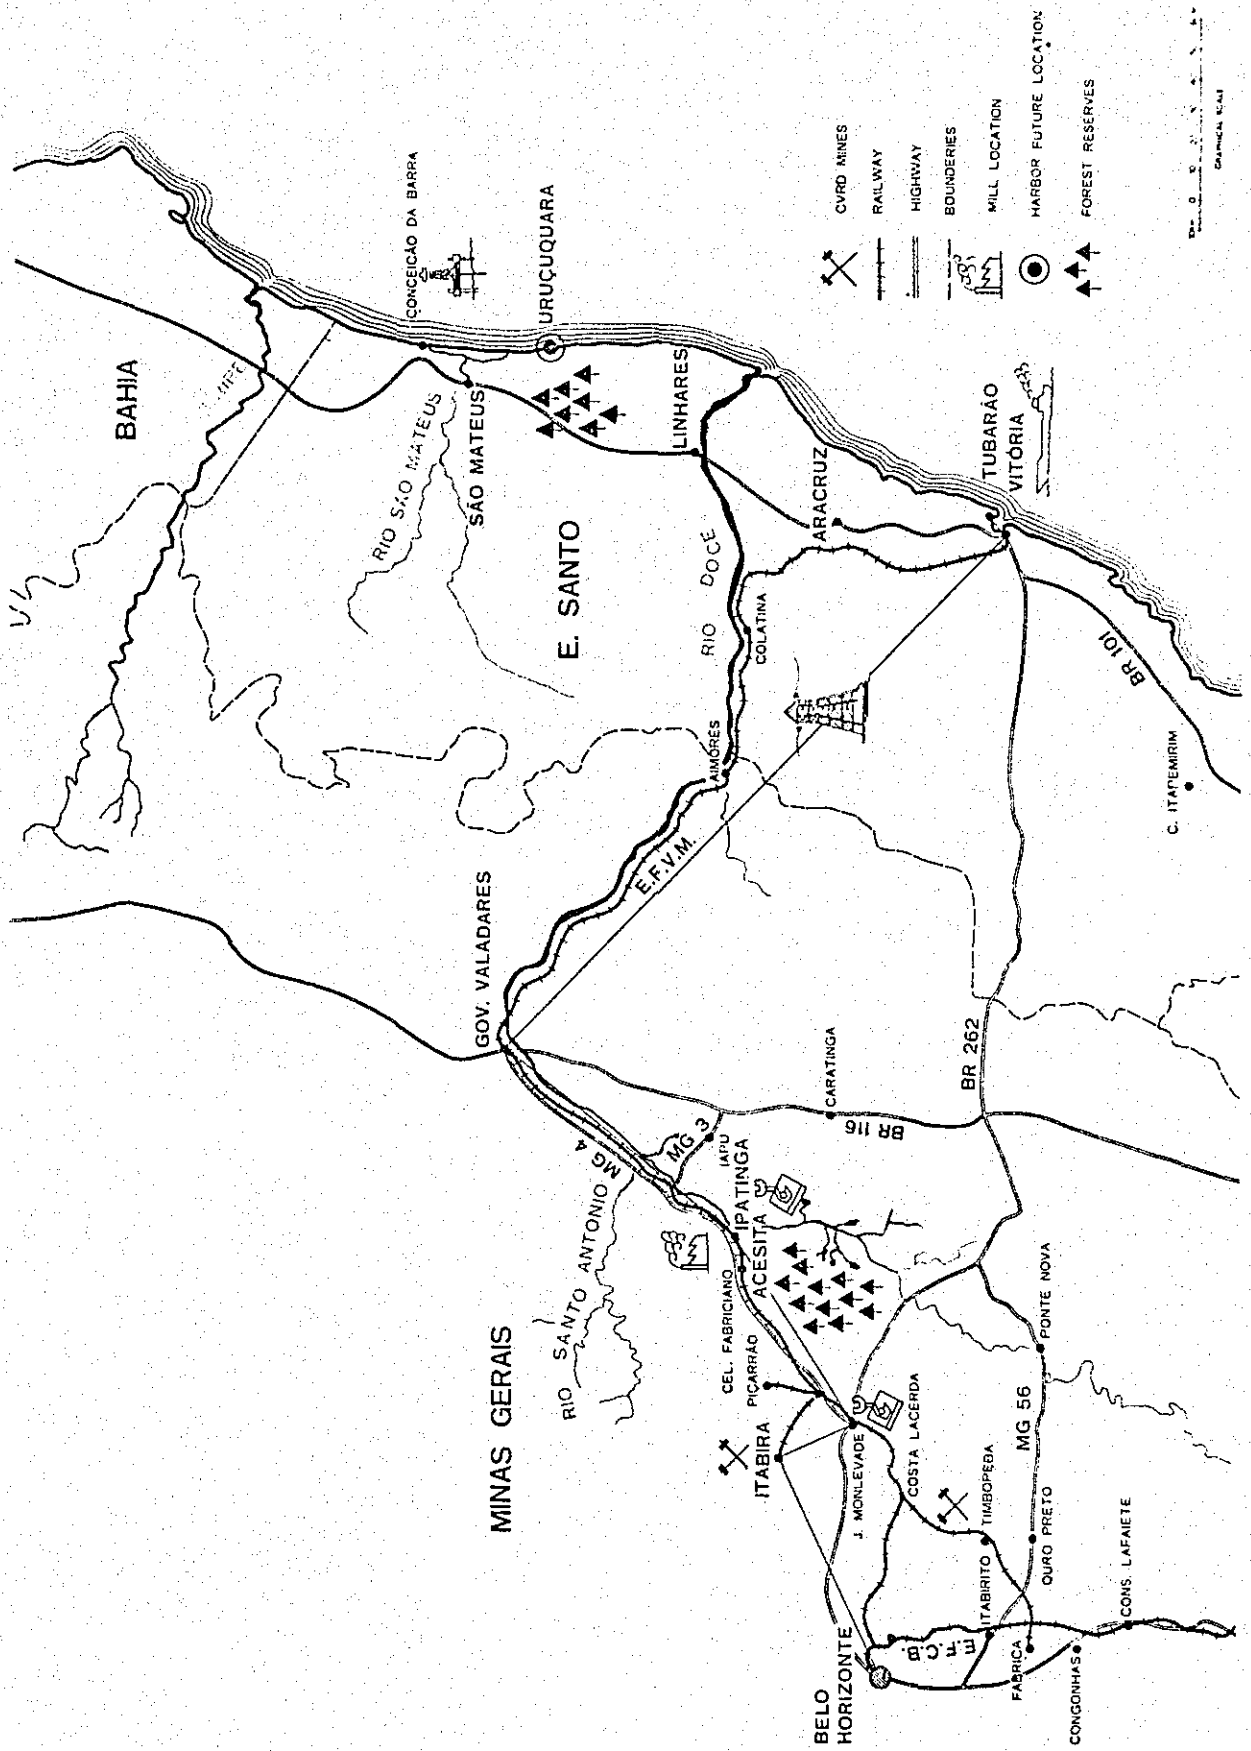 BAHIA
CONCEIÇÃO DA BARRA
URUÇUQUARA
RIO SÃO MATEUS
SÃO MATEUS
E. SANTO
LINHARES
RIO DOCE
COLATINA
ARACRUZ
TUBARÃO
VITÓRIA
AIMORÉS
E.F.V.M.
BR 101
C. ITAPEMIRIM
GOV. VALADARES
MINAS GERAIS
RIO SANTO ANTONIO
MG 4
MG 3
IAPU
IPATINGA
ACESITA
CARATINGA
BR 116
BR 262
CEL. FABRICIANO
PIÇARRÃO
ITABIRA
J. MONLEVADE
COSTA LACERDA
TIMBOPEBA
PONTE NOVA
MG 56
OURO PRETO
ITABIRITO
CONS. LAFAIETE
BELO
HORIZONTE
E.F.C.B.
FABRICA
CONGONHAS
CVRD MINES
RAILWAY
HIGHWAY
BOUNDERIES
MILL LOCATION
HARBOR FUTURE LOCATION
FOREST RESERVES
GRAPHICAL SCALE